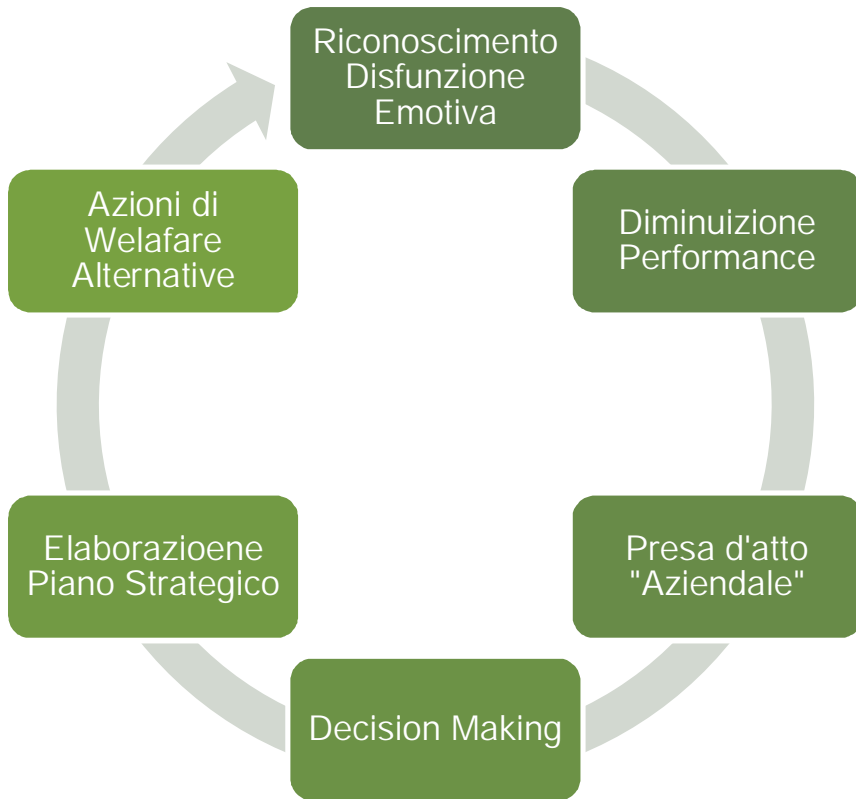 Riconoscimento
Disfunzione
Emotiva
Diminuizione
Performance
Presa d'atto
"Aziendale"
Decision Making
Elaborazioene
Piano Strategico
Azioni di
Welafare
Alternative